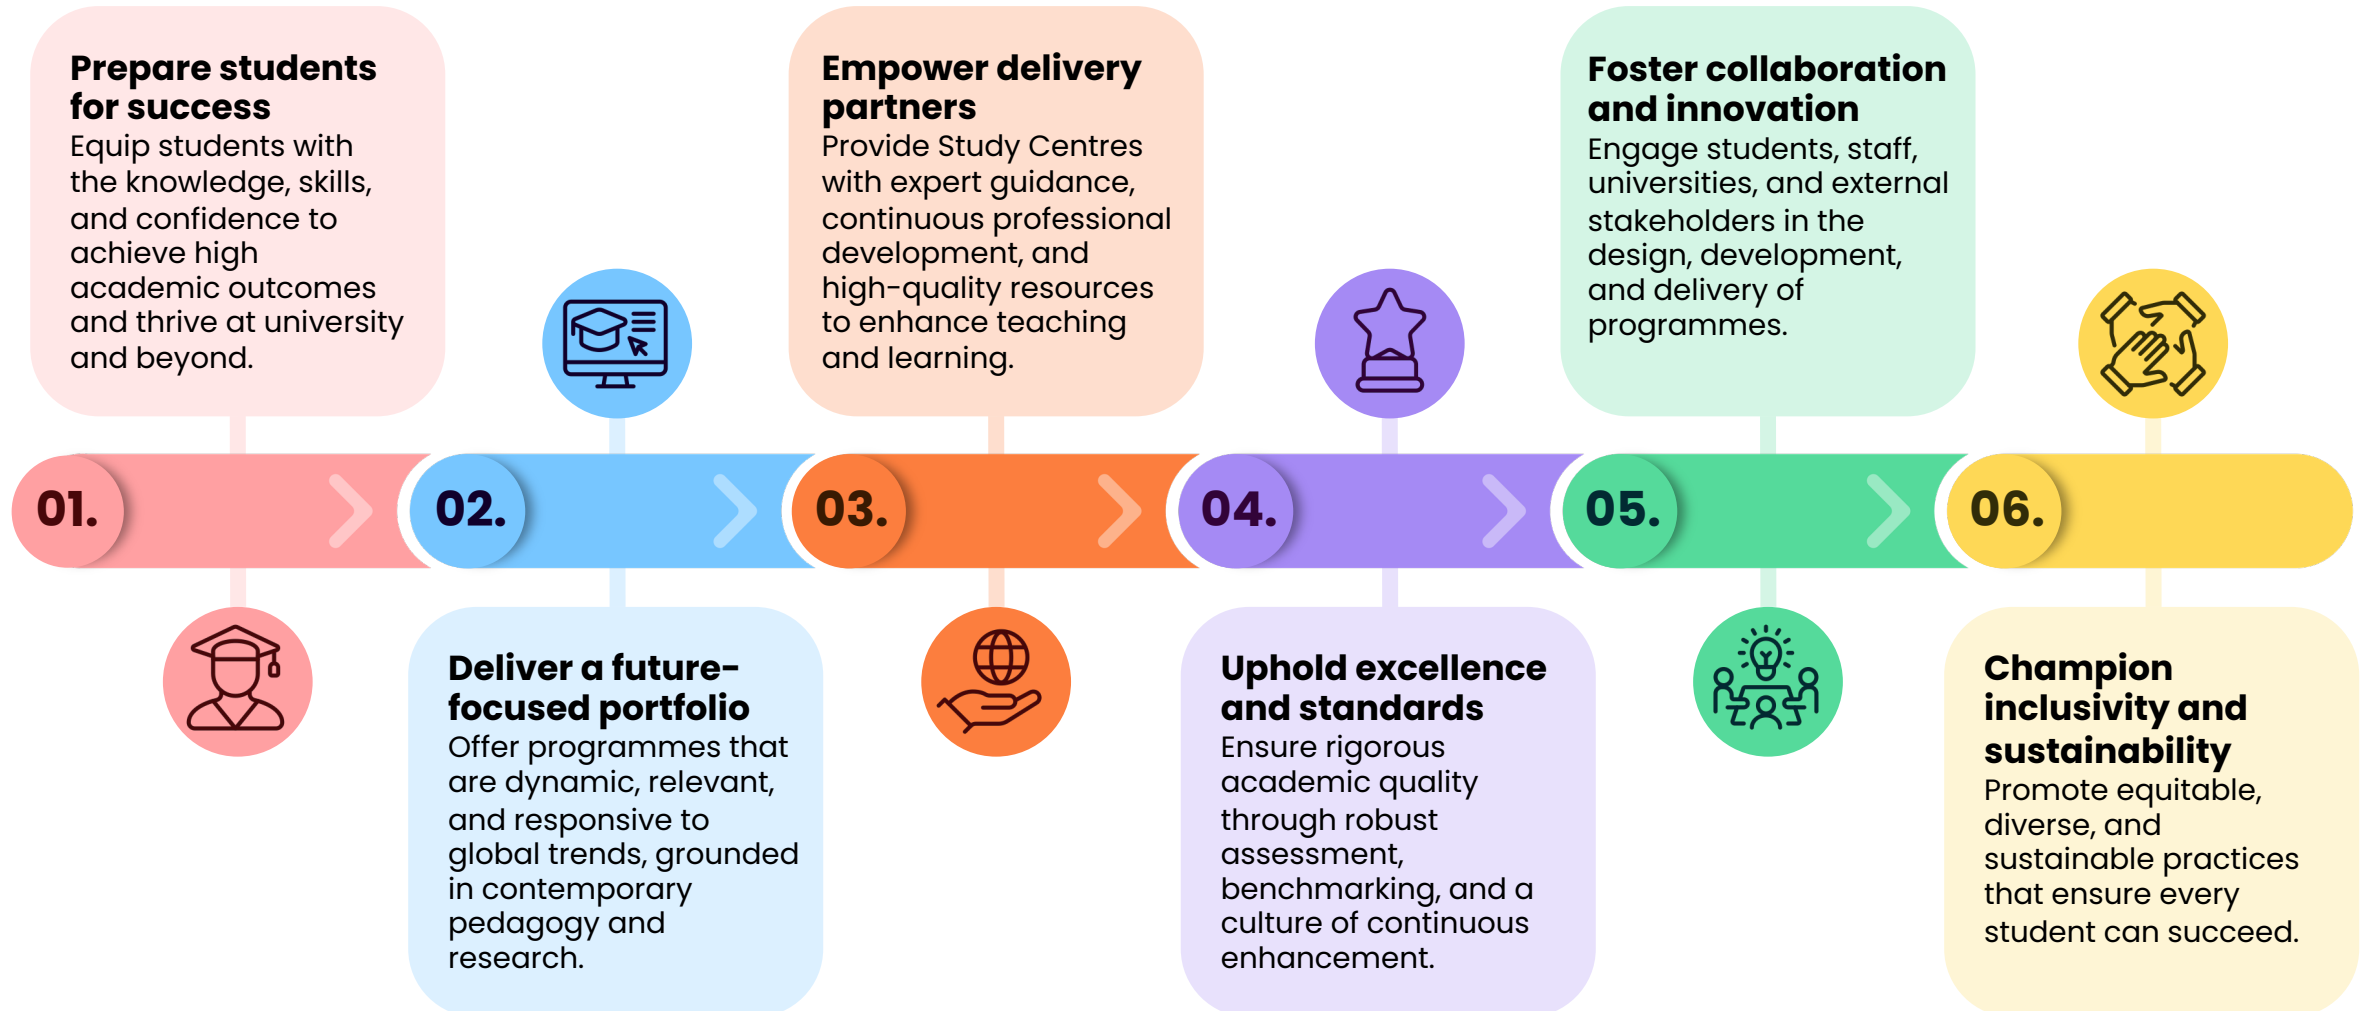 01.
Prepare students
for success
Equip students with
the knowledge, skills,
and confidence to
achieve high
academic outcomes
and thrive at university
and beyond.
02.
Deliver a future-
focused portfolio
Offer programmes that
are dynamic, relevant,
and responsive to
global trends, grounded
in contemporary
pedagogy and
research.
03.
Empower delivery
partners
Provide Study Centres
with expert guidance,
continuous professional
development, and
high-quality resources
to enhance teaching
and learning.
04.
Uphold excellence
and standards
Ensure rigorous
academic quality
through robust
assessment,
benchmarking, and a
culture of continuous
enhancement.
05.
Foster collaboration
and innovation
Engage students, staff,
universities, and external
stakeholders in the
design, development,
and delivery of
programmes.
06.
Champion
inclusivity and
sustainability
Promote equitable,
diverse, and
sustainable practices
that ensure every
student can succeed.